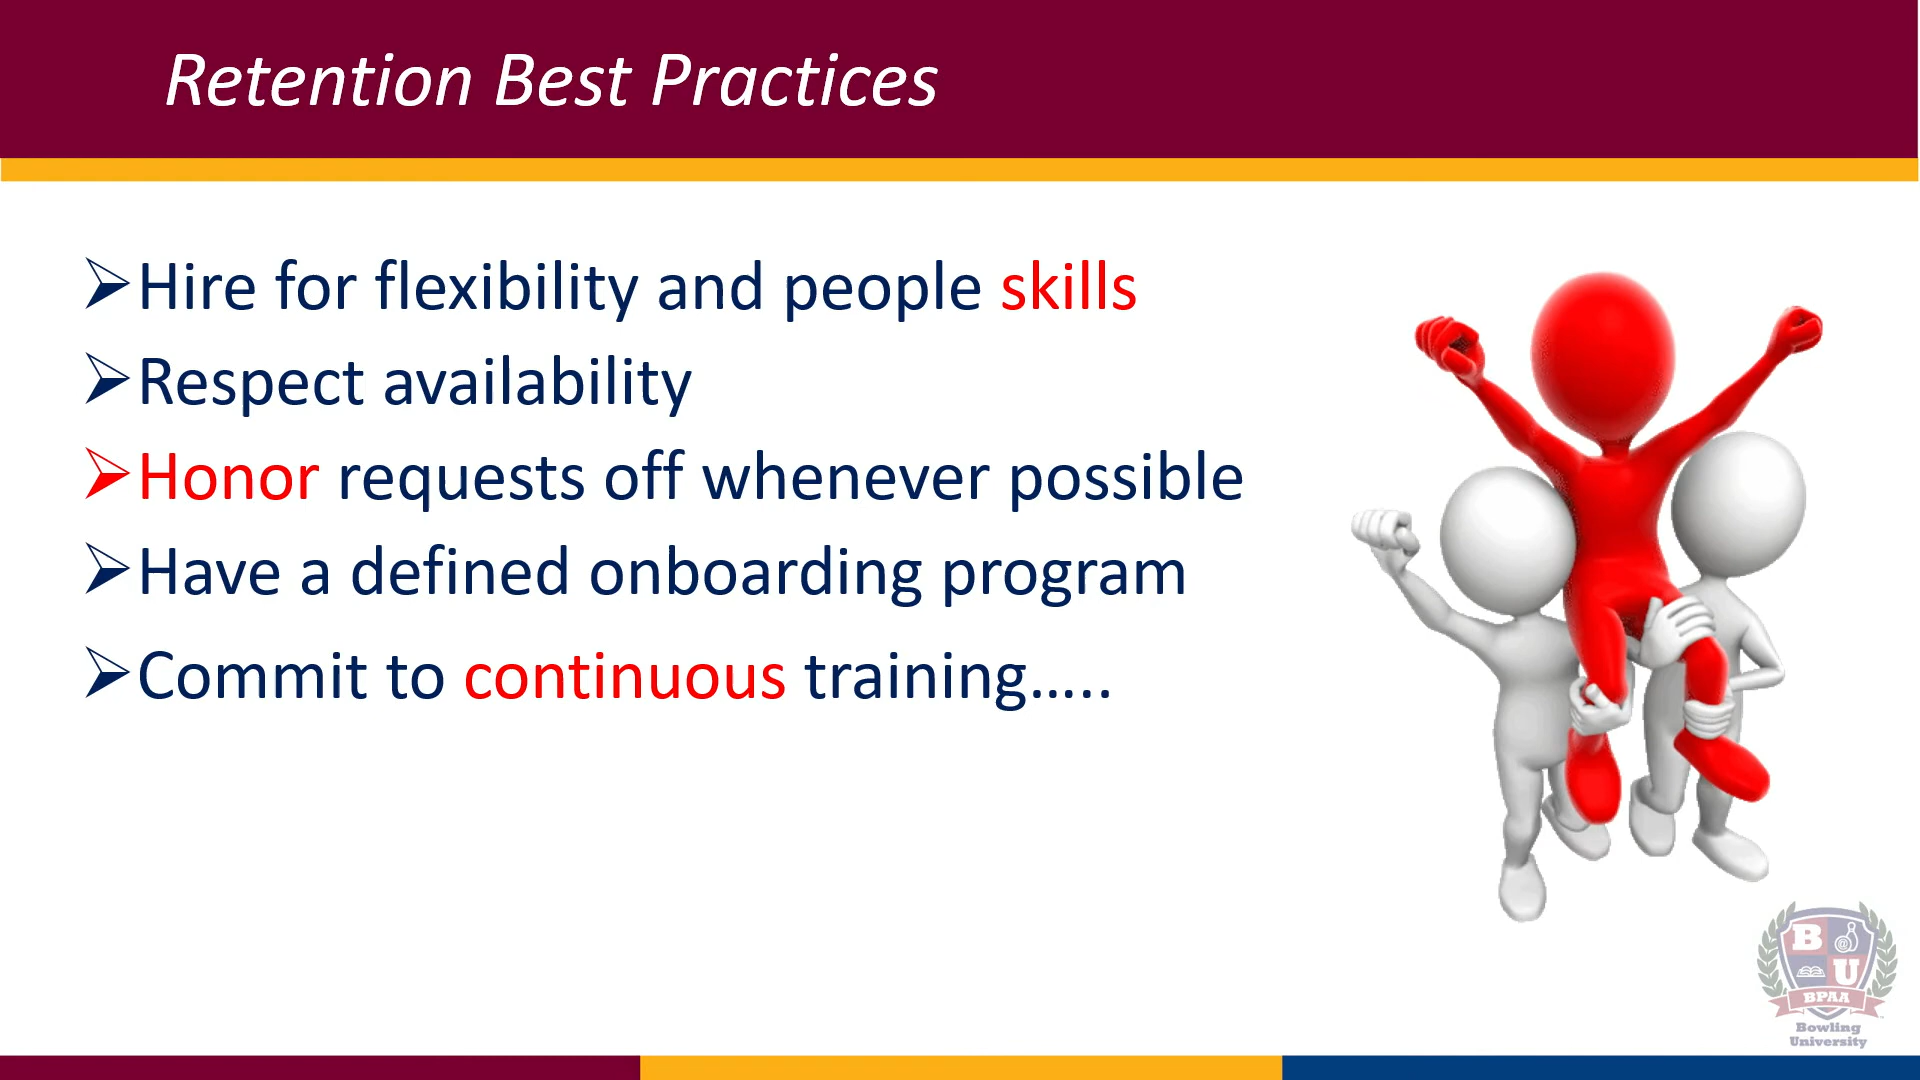 Retention Best Practices
➢Hire for flexibility and people skills
➢Respect availability
➢Honor requests off whenever possible
➢Have a defined onboarding program
➢Commit to continuous training…..
B
U
BPAA
Bowling
University